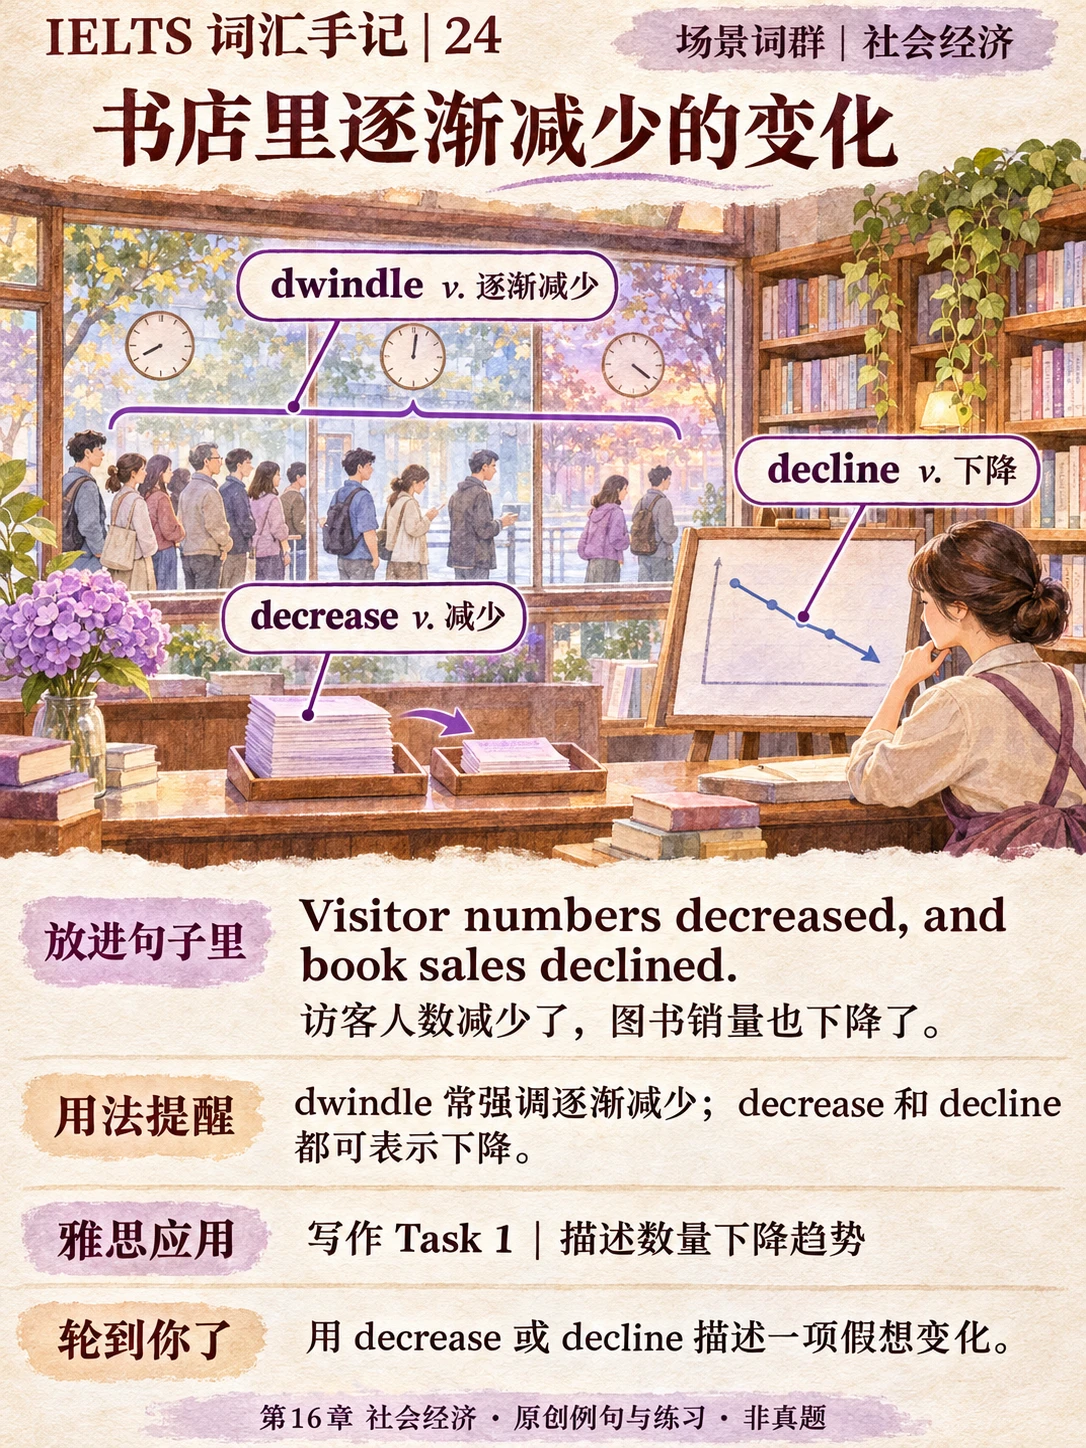 IELTS 词汇手记 | 24
场景词群 | 社会经济
书店里逐渐减少的变化
dwindle v. 逐渐减少
decline v. 下降
decrease v. 减少
放进句子里
Visitor numbers decreased, and
book sales declined.
访客人数减少了，图书销量也下降了。
用法提醒
dwindle 常强调逐渐减少；decrease 和 decline
都可表示下降。
雅思应用
写作 Task 1 | 描述数量下降趋势
轮到你了
用 decrease 或 decline 描述一项假想变化。
第16章 社会经济 · 原创例句与练习 · 非真题